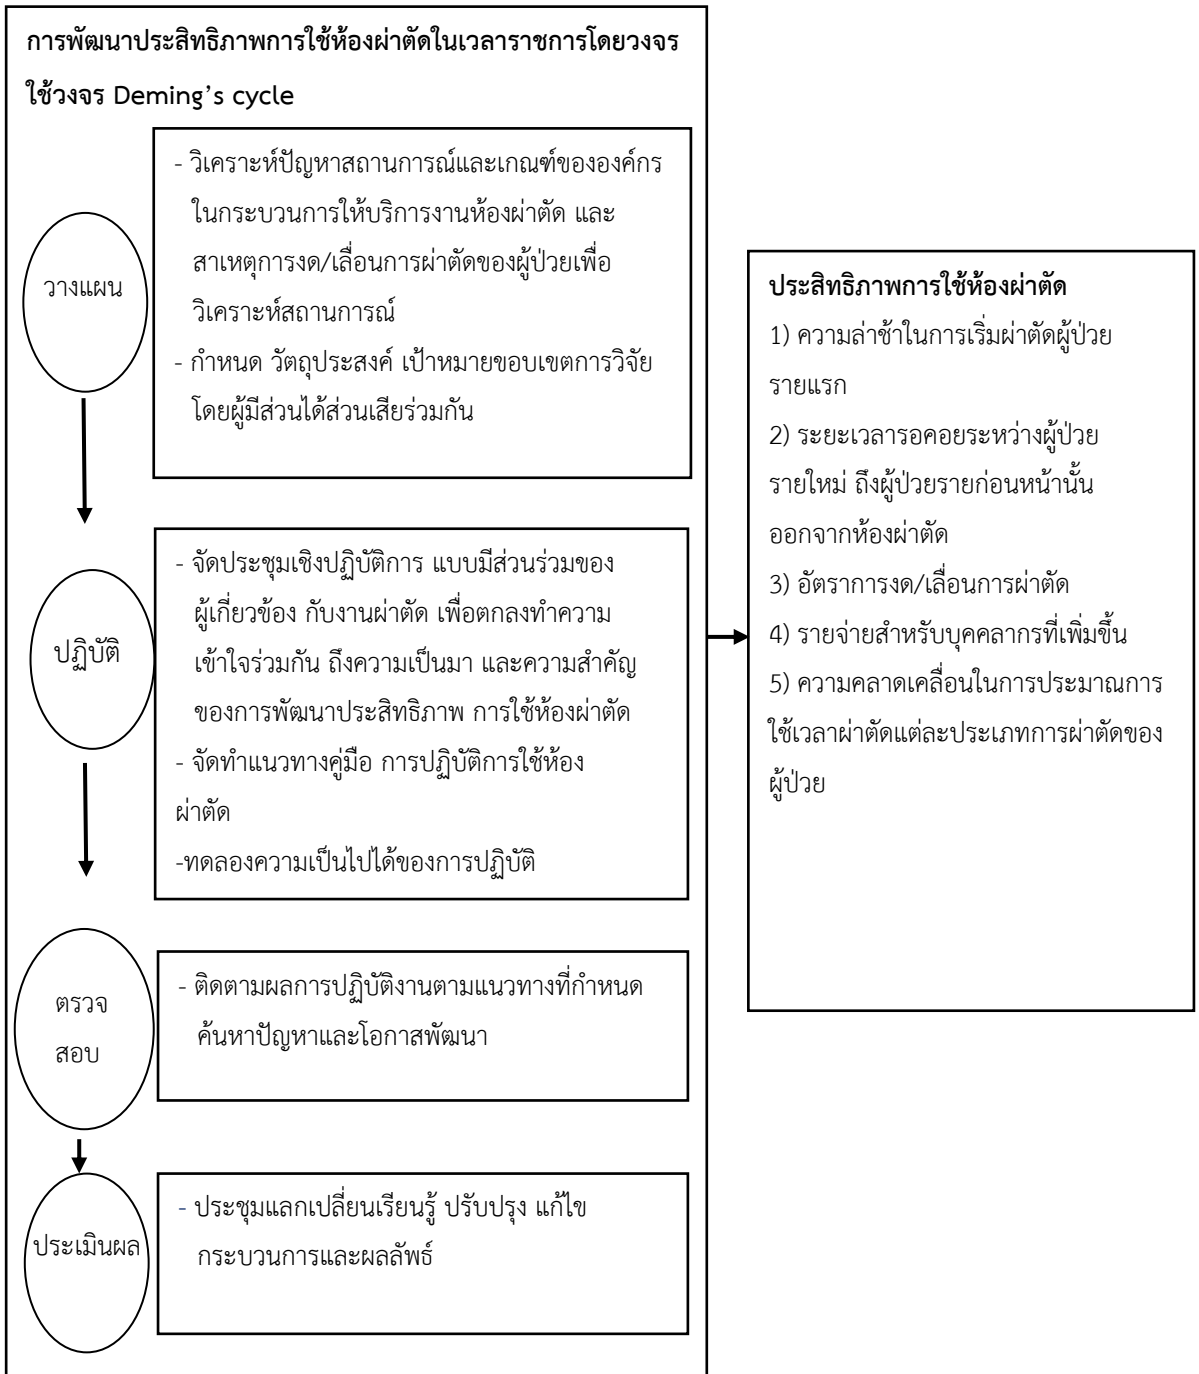 การพัฒนาประสิทธิภาพการใช้ห้องผ่าตัดในเวลาราชการโดยวงจร
ใช้วงจร Deming’s cycle
วางแผน
- วิเคราะห์ปัญหาสถานการณ์และเกณฑ์ขององค์กร
ในกระบวนการให้บริการงานห้องผ่าตัด และ
สาเหตุการงด/เลื่อนการผ่าตัดของผู้ป่วยเพื่อ
วิเคราะห์สถานการณ์
- กำหนด วัตถุประสงค์ เป้าหมายขอบเขตการวิจัย
โดยผู้มีส่วนได้ส่วนเสียร่วมกัน
ปฏิบัติ
- จัดประชุมเชิงปฏิบัติการ แบบมีส่วนร่วมของ
ผู้เกี่ยวข้อง กับงานผ่าตัด เพื่อตกลงทำความ
เข้าใจร่วมกัน ถึงความเป็นมา และความสำคัญ
ของการพัฒนาประสิทธิภาพ การใช้ห้องผ่าตัด
- จัดทำแนวทางคู่มือ การปฏิบัติการใช้ห้อง
ผ่าตัด
-ทดลองความเป็นไปได้ของการปฏิบัติ
ตรวจ
สอบ
- ติดตามผลการปฏิบัติงานตามแนวทางที่กำหนด
ค้นหาปัญหาและโอกาสพัฒนา
ประเมินผล
- ประชุมแลกเปลี่ยนเรียนรู้ ปรับปรุง แก้ไข
กระบวนการและผลลัพธ์
ประสิทธิภาพการใช้ห้องผ่าตัด
1) ความล่าช้าในการเริ่มผ่าตัดผู้ป่วย
รายแรก
2) ระยะเวลารอคอยระหว่างผู้ป่วย
รายใหม่ ถึงผู้ป่วยรายก่อนหน้านั้น
ออกจากห้องผ่าตัด
3) อัตราการงด/เลื่อนการผ่าตัด
4) รายจ่ายสำหรับบุคคลากรที่เพิ่มขึ้น
5) ความคลาดเคลื่อนในการประมาณการ
ใช้เวลาผ่าตัดแต่ละประเภทการผ่าตัดของ
ผู้ป่วย